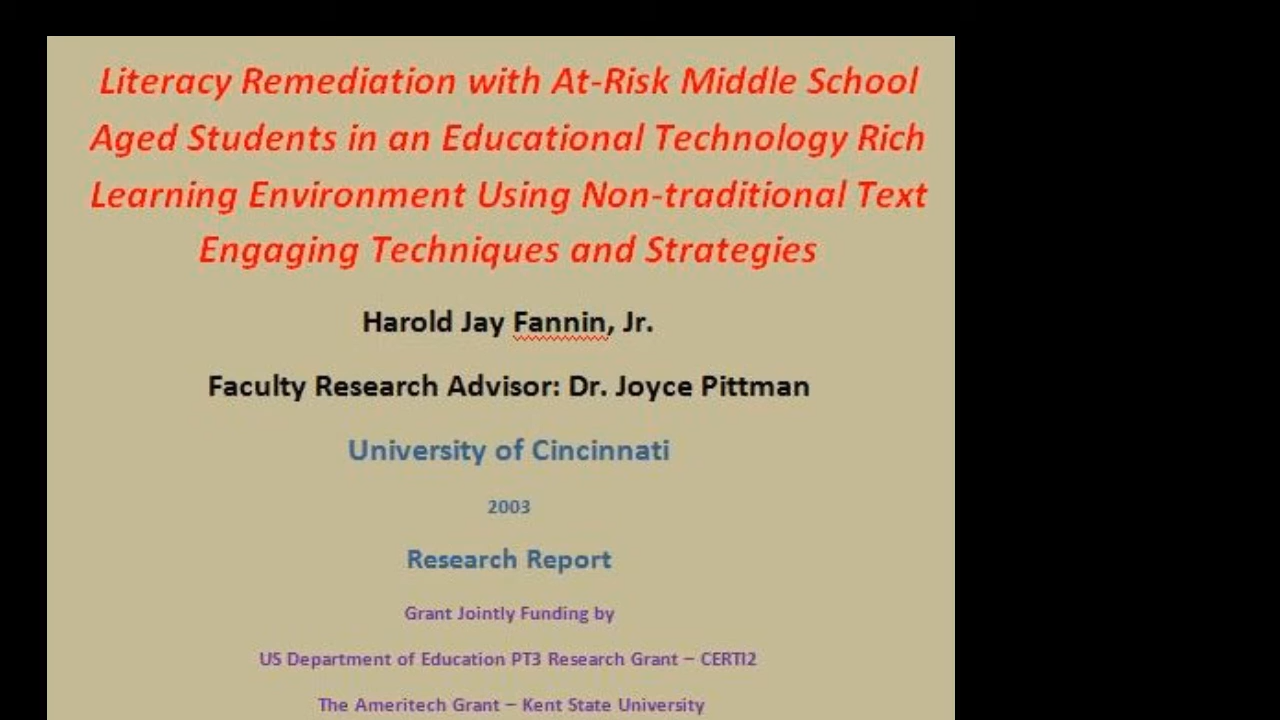 Literacy Remediation with At-Risk Middle School
Aged Students in an Educational Technology Rich
Learning Environment Using Non-traditional Text
Engaging Techniques and Strategies
Harold Jay Fannin, Jr.
Faculty Research Advisor: Dr. Joyce Pittman
University of Cincinnati
2003
Research Report
Grant Jointly Funding by
US Department of Education PT3 Research Grant – CERTI2
The Ameritech Grant – Kent State University